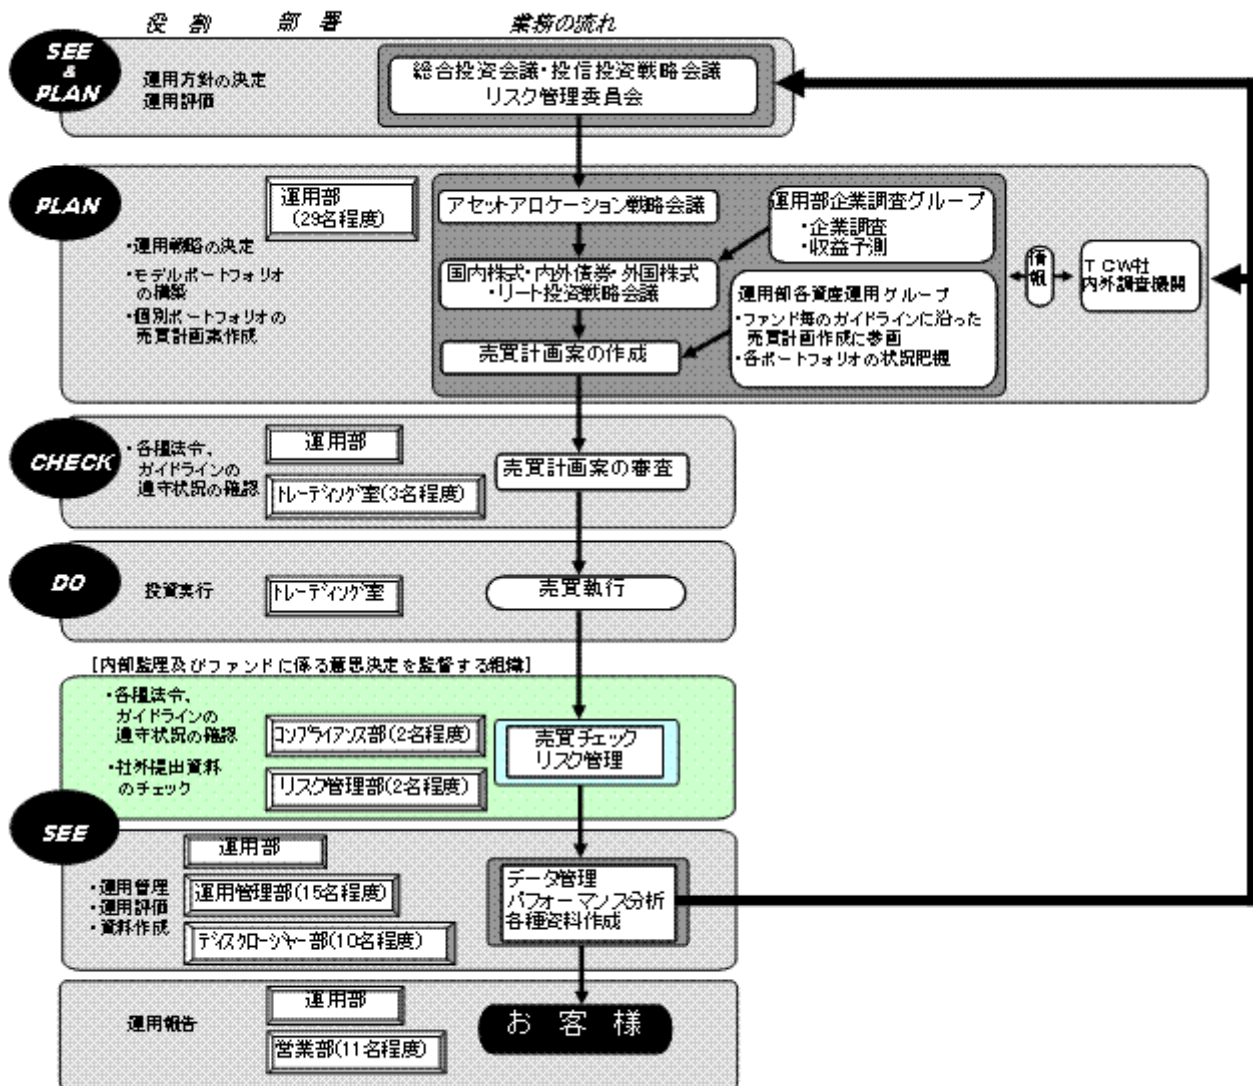 役 割 部 署 業務の流れ
SEE
&
PLAN
運用方針の決定
運用評価
総合投資会議・投信投資戦略会議
リスク管理委員会
PLAN
運用部
(29名程度)
・運用戦略の決定
・モデルポートフォリオ
の構築
・個別ポートフォリオの
売買計画案作成
アセットアロケーション戦略会議
国内株式・内外債券・外国株式
・リート投資戦略会議
売買計画案の作成
運用部企業調査グループ
・企業調査
・収益予測
運用部各資産運用グループ
・ファンド毎のガイドラインに沿った
売買計画作成に参画
・各ポートフォリオの状況把握
情報
TCW社
内外調査機関
CHECK
・各種法令、
ガイドラインの
遵守状況の確認
運用部
トレーディング室(3名程度)
売買計画案の審査
DO
投資実行
トレーディング室
売買執行
[内部監理及びファンドに係る意思決定を監督する組織]
・各種法令、
ガイドラインの
遵守状況の確認
・社外提出資料
のチェック
コンプライアンス部(2名程度)
リスク管理部(2名程度)
売買チェック
リスク管理
SEE
・運用管理
・運用評価
・資料作成
運用部
運用管理部(15名程度)
ディスクロージャー部(10名程度)
データ管理
パフォーマンス分析
各種資料作成
運用報告
運用部
営業部(11名程度)
お 客 様